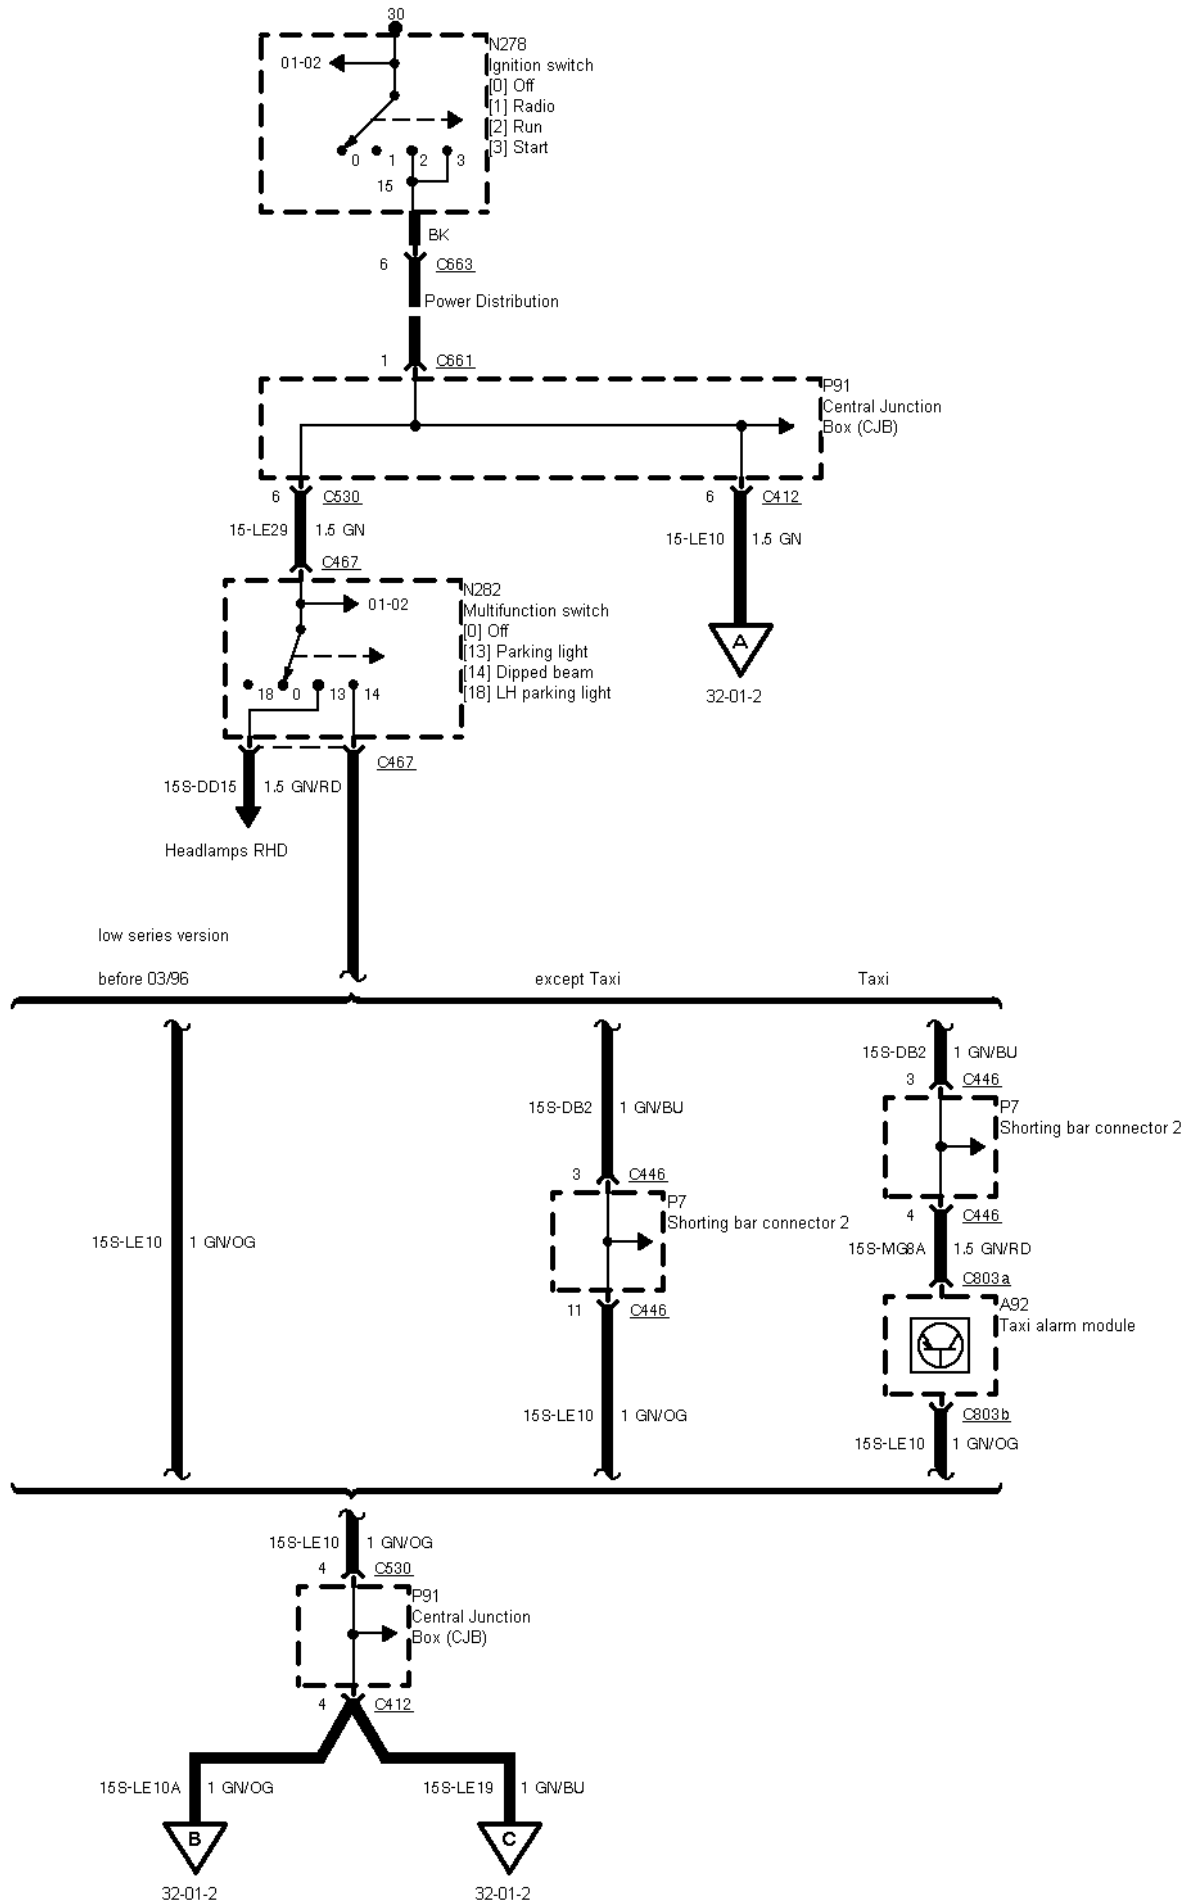 30
N278
01-02
Ignition switch
[0] Off
[1] Radio
[2] Run
[3] Start
0 1 2 3
15
BK
6 C663
Power Distribution
1 C661
P91
Central Junction
Box (CJB)
6 C530
6 C412
15-LE29 1.5 GN
15-LE10 1.5 GN
C467
N282
01-02
Multifunction switch
[0] Off
[13] Parking light
[14] Dipped beam
[18] LH parking light
18 0 13 14
A
32-01-2
C467
15S-DD15 1.5 GN/RD
Headlamps RHD
low series version
before 03/96
except Taxi
Taxi
15S-DB2 1 GN/BU
3 C446
P7
Shorting bar connector 2
15S-DB2 1 GN/BU
3 C446
P7
Shorting bar connector 2
4 C446
15S-LE10 1 GN/OG
15S-MG8A 1.5 GN/RD
C803a
11 C446
A92
Taxi alarm module
15S-LE10 1 GN/OG
C803b
15S-LE10 1 GN/OG
15S-LE10 1 GN/OG
4 C530
P91
Central Junction
Box (CJB)
4 C412
15S-LE10A 1 GN/OG
15S-LE19 1 GN/BU
B
C
32-01-2
32-01-2